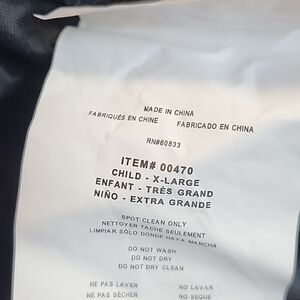 MADE IN CHINA
FABRIQUÉS EN CHINE FABRICADO EN CHINA
RN#60833
ITEM# 00470
CHILD - X-LARGE
ENFANT - TRÈS GRAND
NIÑO - EXTRA GRANDE
SPOT CLEAN ONLY
NETTOYER TACHE SEULEMENT
LIMPIAR SÓLO DONDE HAYA MANCHA
DO NOT WASH
DO NOT DRY
DO NOT DRY CLEAN
NE PAS LAVER NO LAVAR
NE PAS SÉCHER NO SEQUE